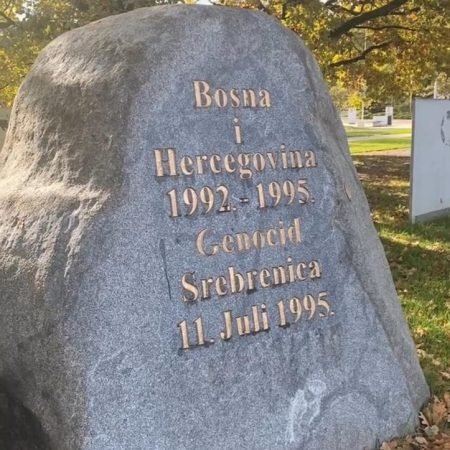 Bosna
i
Hercegovina
1992.-1995.
Genocid
Srebrenica
11. Juli 1995.